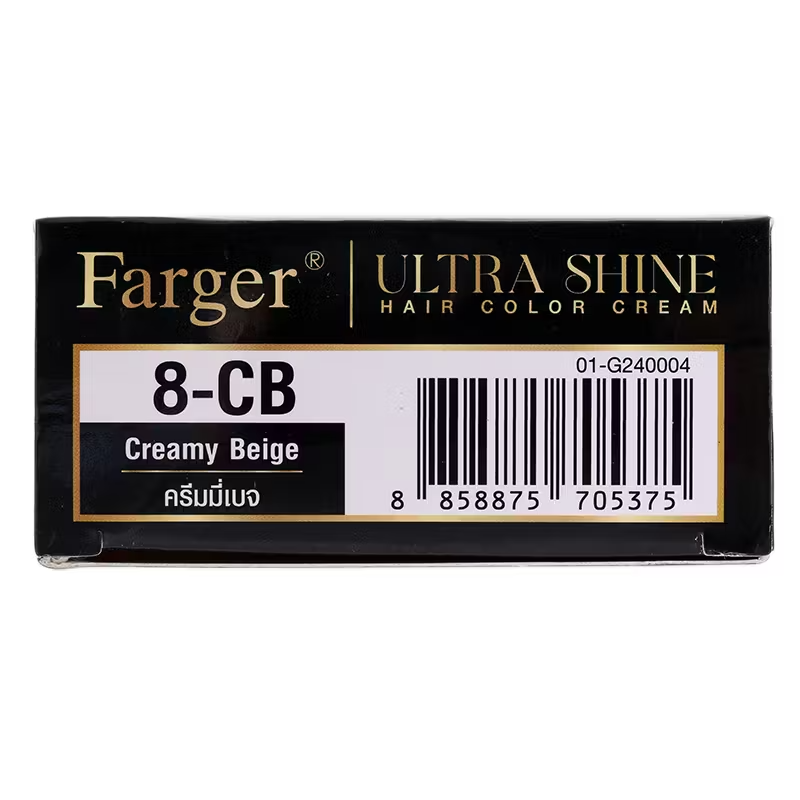 Farger®
ULTRA SHINE
HAIR COLOR CREAM
8-CB
Creamy Beige
ครีมมี่เบจ
01-G240004
8 858875 705375